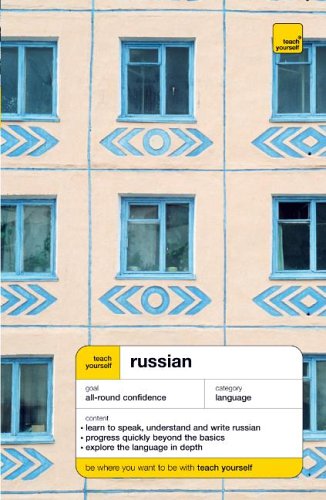 teach
yourself
teach
yourself
russian
goal
all-round confidence
category
language
content
• learn to speak, understand and write russian
• progress quickly beyond the basics
• explore the language in depth
be where you want to be with teach yourself